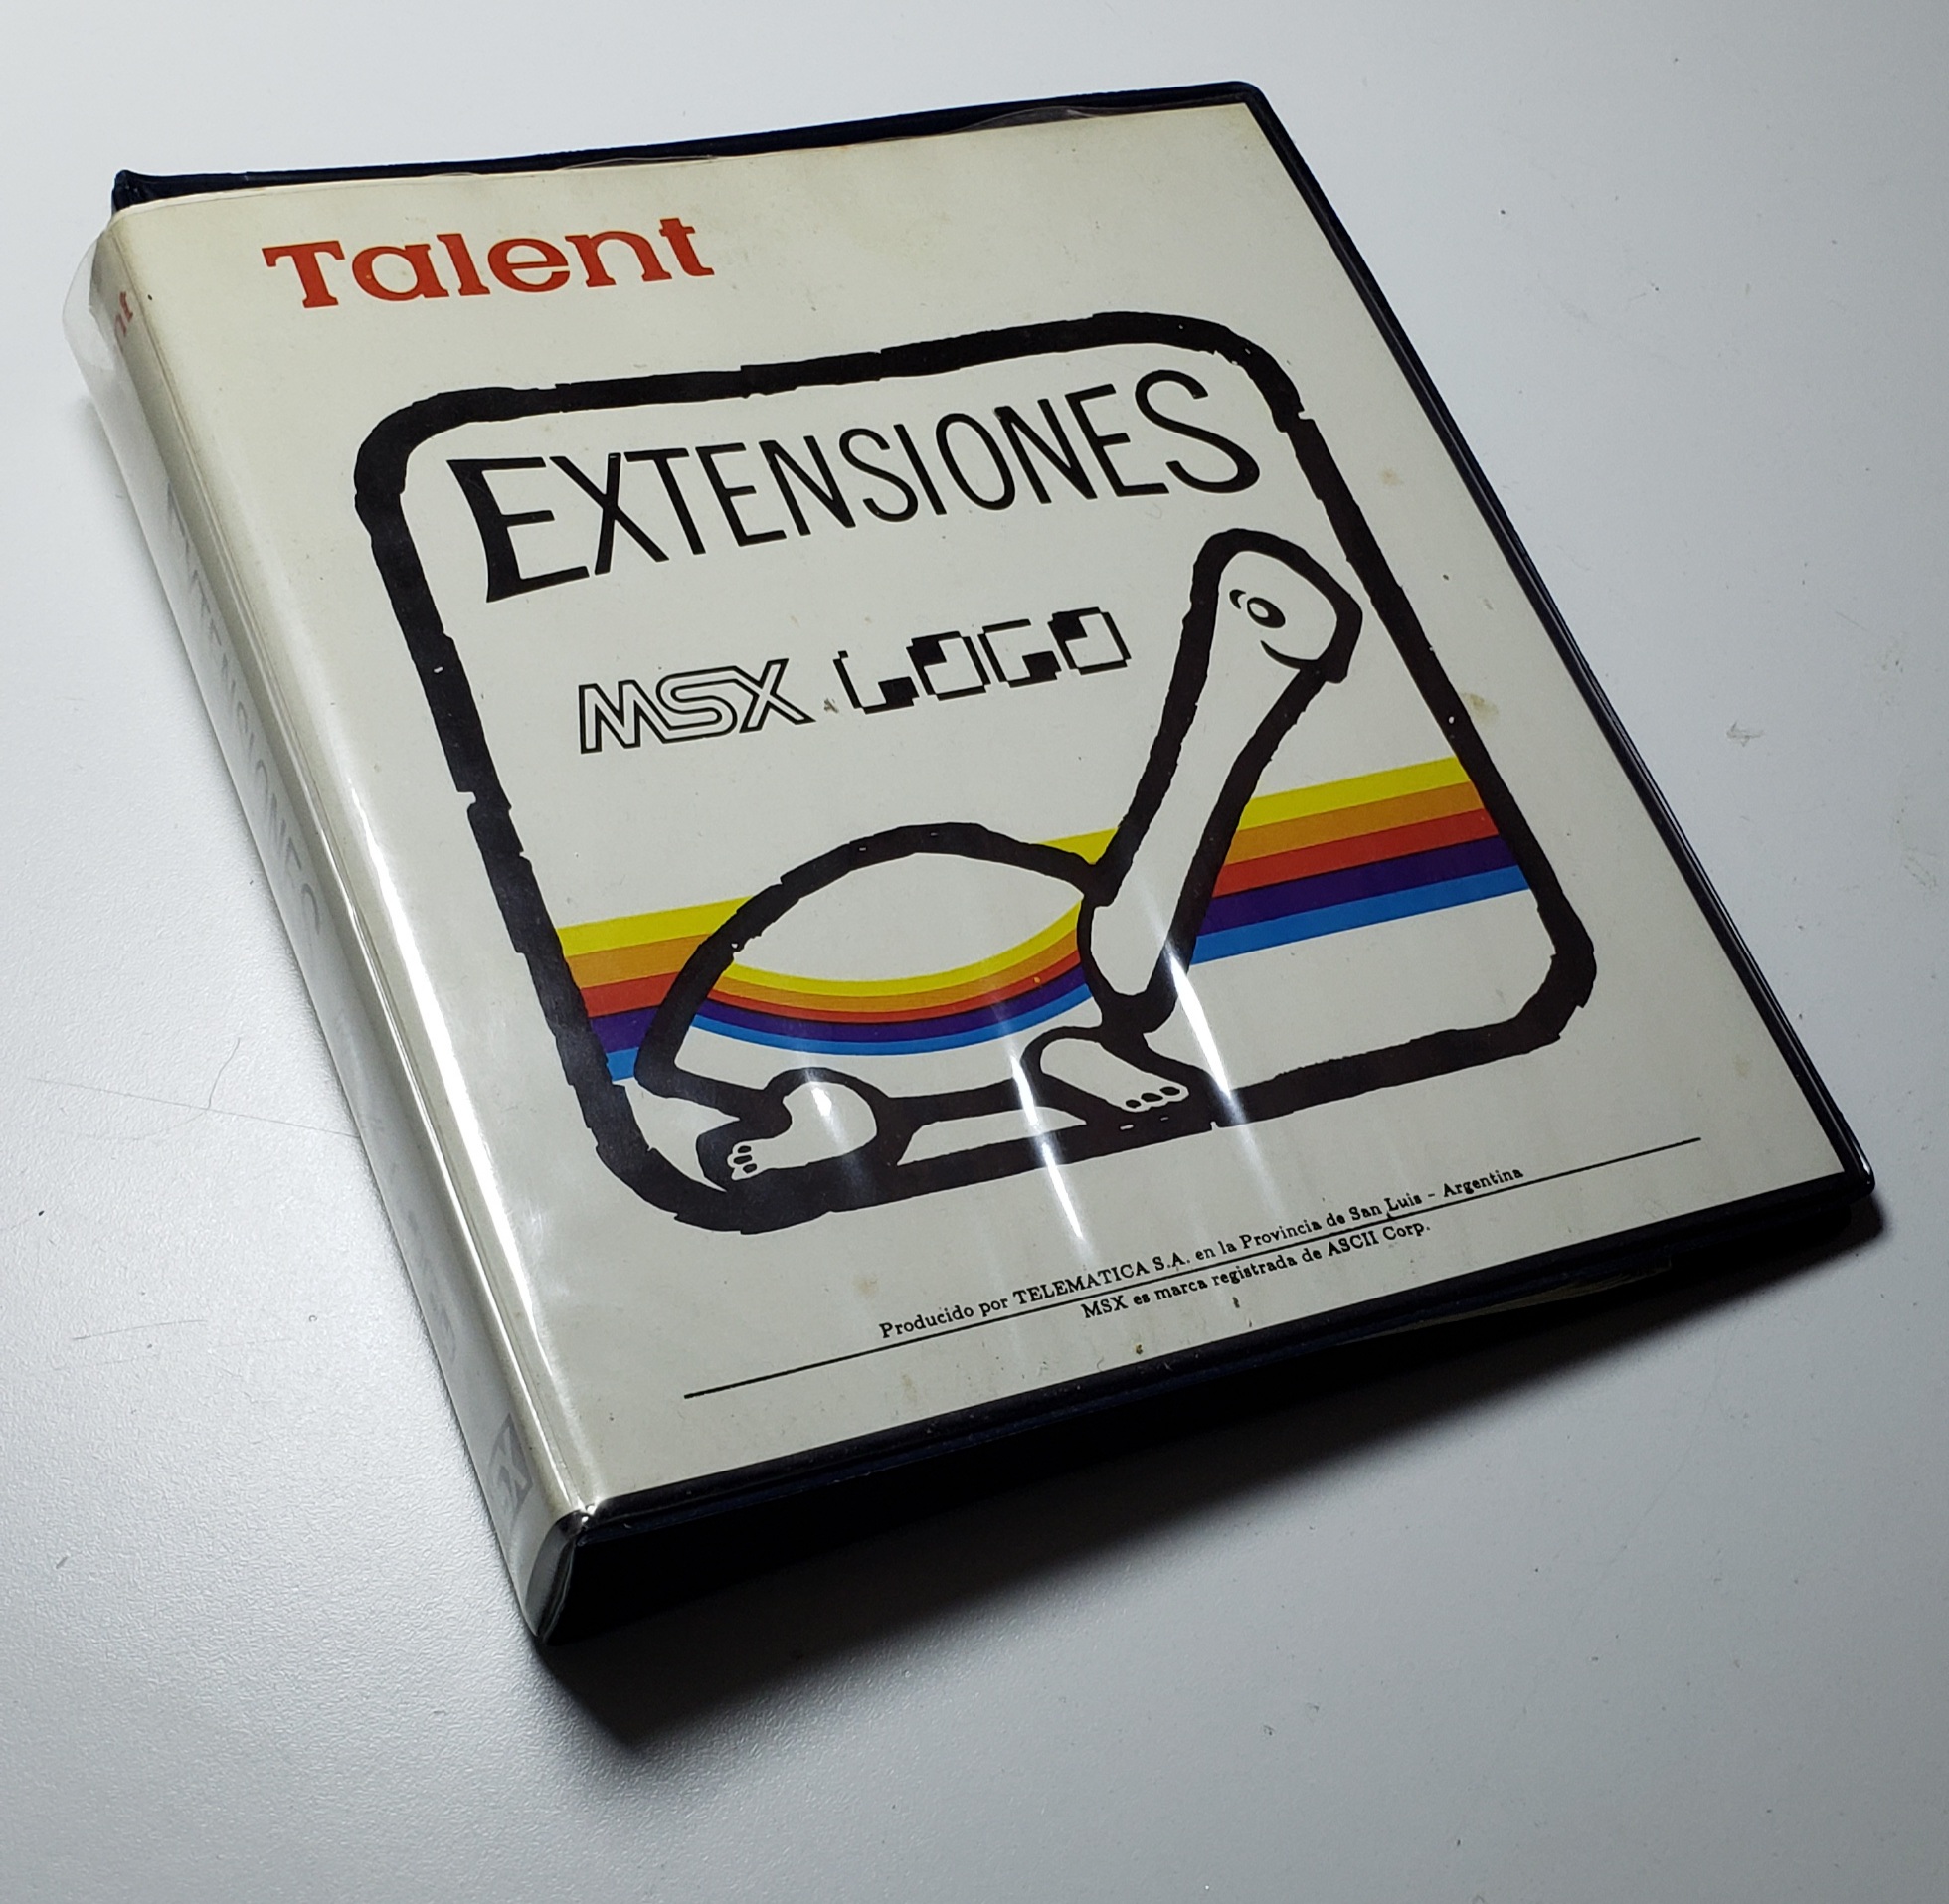 Talent
EXTENSIONES
MSX LOGO
Producido por TELEMATICA S.A. en la Provincia de San Luis - Argentina
MSX es marca registrada de ASCII Corp.
EXTENSIONES